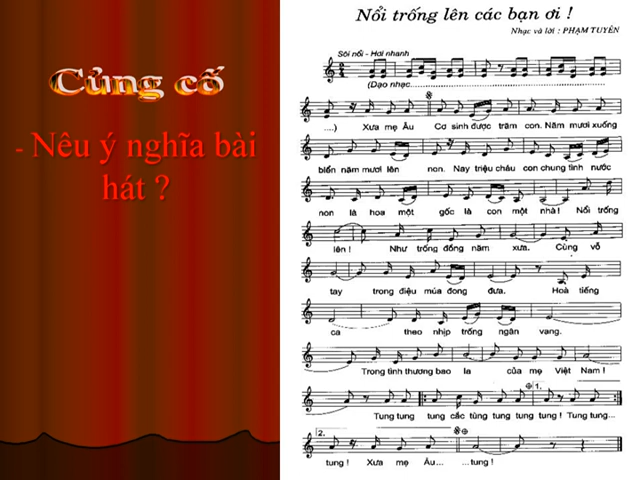 Củng cố
- Nêu ý nghĩa bài
hát ?
Nổi trống lên các bạn ơi !
Nhạc và lời : PHẠM TUYÊN
Sôi nổi - Hơi nhanh
(Dạo nhạc..............................
....) Xưa mẹ Âu Cơ sinh được trăm con. Năm mươi xuống
biển năm mươi lên non. Nay triệu cháu con chung tình nước
non là hoa một gốc là con một nhà! Nổi trống
lên ! Như trống đồng năm xưa. Cùng vỗ
tay trong điệu múa đong đưa. Hoà tiếng
ca theo nhịp trống ngân vang.
Trong tình thương bao la của mẹ Việt Nam !
1.
Tung tung tung cắc tùng tung tung tung ! Tung tung...
2.
tung ! Xưa mẹ Âu... ...tung !